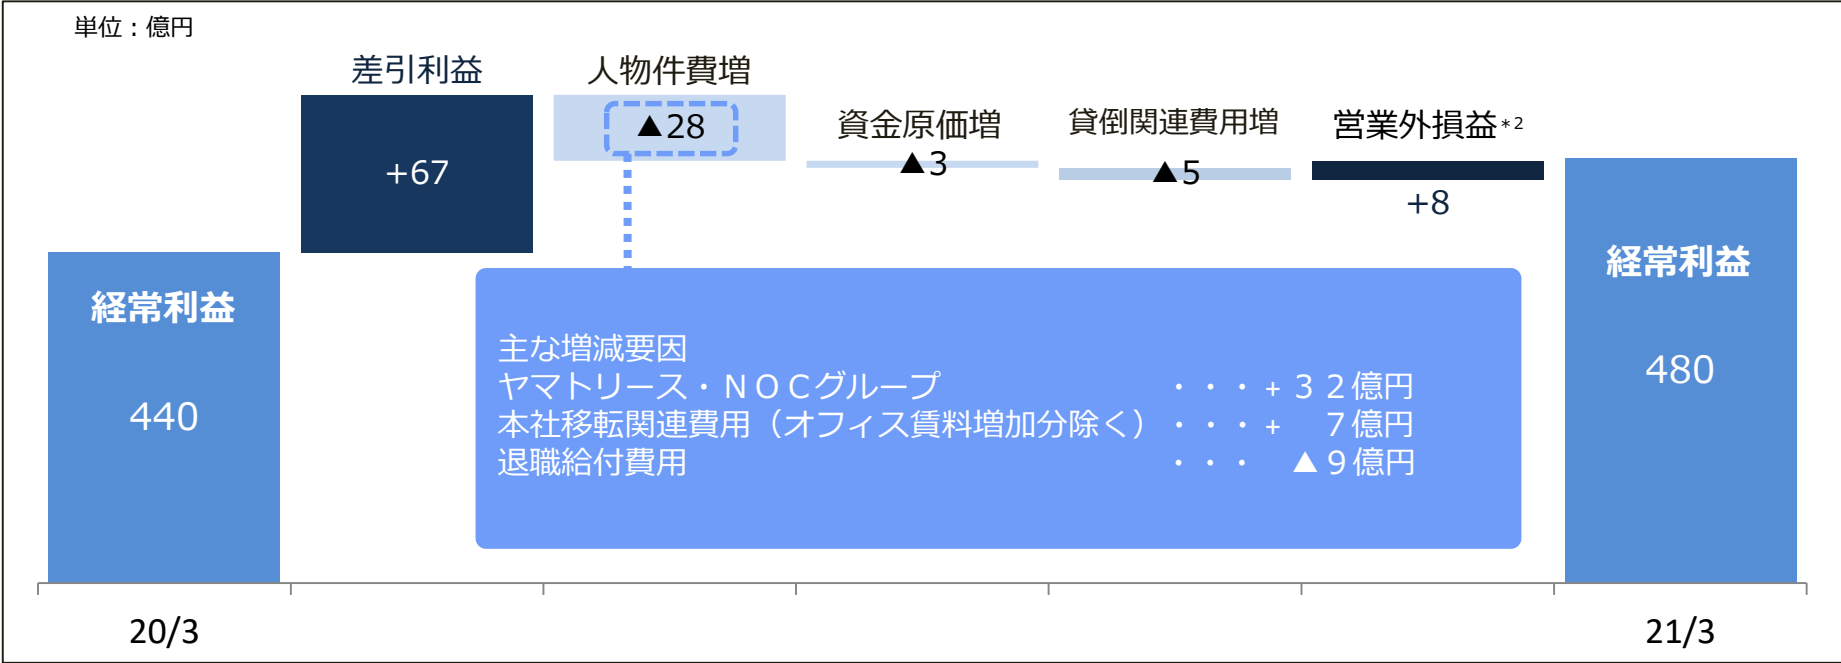 単位：億円
差引利益
人物件費増
資金原価増
貸倒関連費用増
営業外損益*2
+67
▲28
▲3
▲5
+8
経常利益
440
経常利益
480
主な増減要因
ヤマトリース・ＮＯＣグループ ・・・+３２億円
本社移転関連費用（オフィス賃料増加分除く）・・・+ ７億円
退職給付費用 ・・・ ▲９億円
20/3
21/3